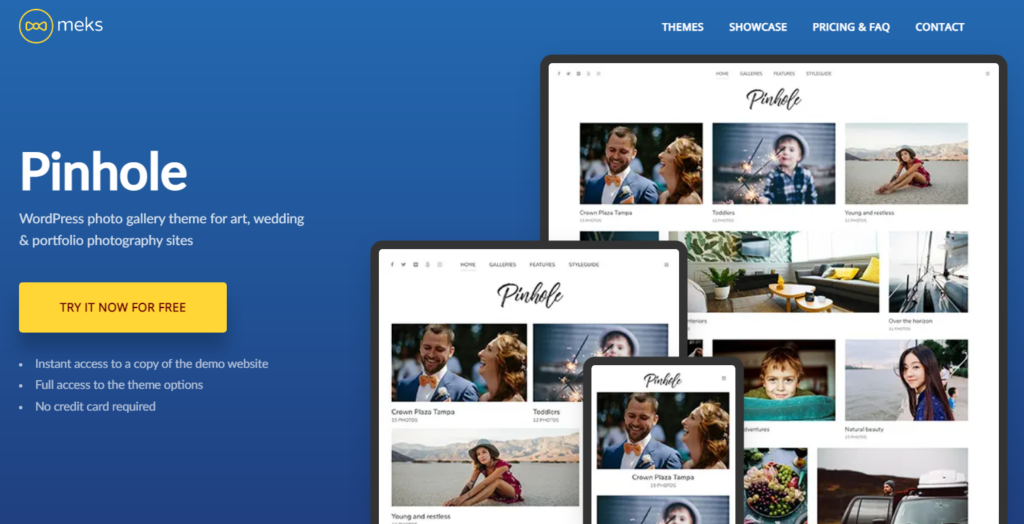 meks
THEMES SHOWCASE PRICING & FAQ CONTACT
Pinhole
WordPress photo gallery theme for art, wedding
& portfolio photography sites
TRY IT NOW FOR FREE
Instant access to a copy of the demo website
Full access to the theme options
No credit card required
HOME GALLERIES FEATURES STYLEGUIDE
Pinhole
Crown Plaza Tampa
15 PHOTOS
Toddlers
12 PHOTOS
Young and restless
15 PHOTOS
Over the horizon
Natural beauty
HOME GALLERIES FEATURES STYLEGUIDE
Pinhole
Crown Plaza Tampa
15 PHOTOS
Toddlers
12 PHOTOS
Young and restless
Pinhole
Crown Plaza Tampa
15 PHOTOS